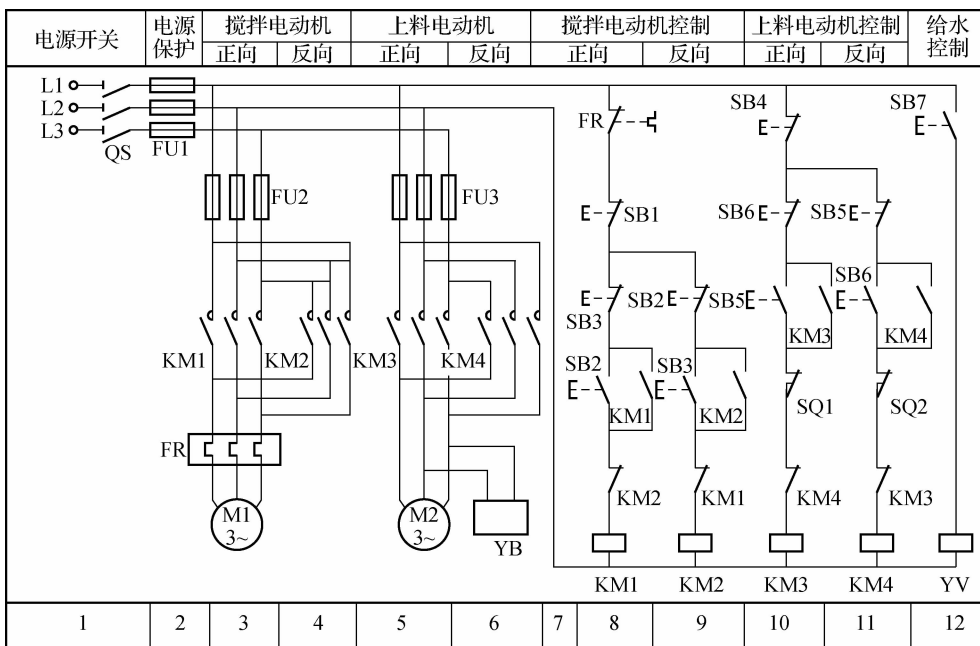 电源开关
电源
保护
搅拌电动机
上料电动机
搅拌电动机控制
上料电动机控制
给水
控制
正向
反向
正向
反向
正向
反向
正向
反向
L1
L2
L3
QS
FU1
FU2
FU3
FR
SB4
SB7
SB1
SB6
SB5
SB3
SB2
SB5
SB6
KM3
KM4
KM1
KM2
KM3
KM4
SB2
SB3
KM1
KM2
SQ1
SQ2
FR
KM2
KM1
KM4
KM3
M1
3~
M2
3~
YB
KM1
KM2
KM3
KM4
YV
1
2
3
4
5
6
7
8
9
10
11
12